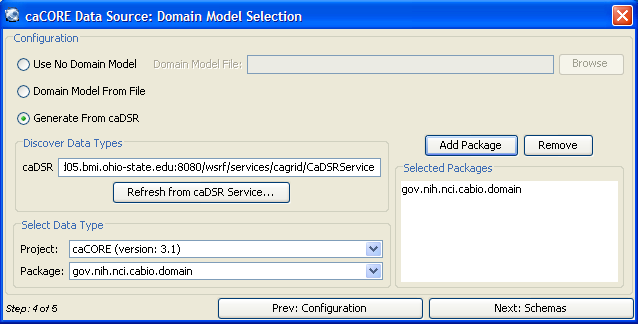 caCORE Data Source: Domain Model Selection
Configuration
Use No Domain Model
Domain Model File:
Browse
Domain Model From File
Generate From caDSR
Discover Data Types
Add Package
Remove
caDSR
d05.bmi.ohio-state.edu:8080/wsrf/services/cagrid/CaDSRService
Refresh from caDSR Service...
Selected Packages
gov.nih.nci.cabio.domain
Select Data Type
Project:
caCORE (version: 3.1)
Package:
gov.nih.nci.cabio.domain
Step: 4 of 5
Prev: Configuration
Next: Schemas